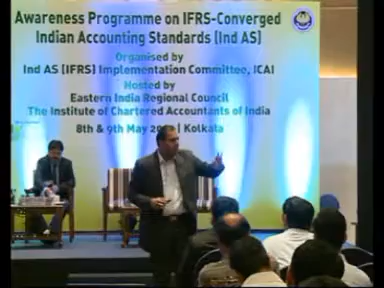 Awareness Programme on IFRS-Converged
Indian Accounting Standards (Ind AS)
Organised by
Ind AS (IFRS) Implementation Committee, ICAI
Hosted by
Eastern India Regional Council
The Institute of Chartered Accountants of India
8th & 9th May | Kolkata